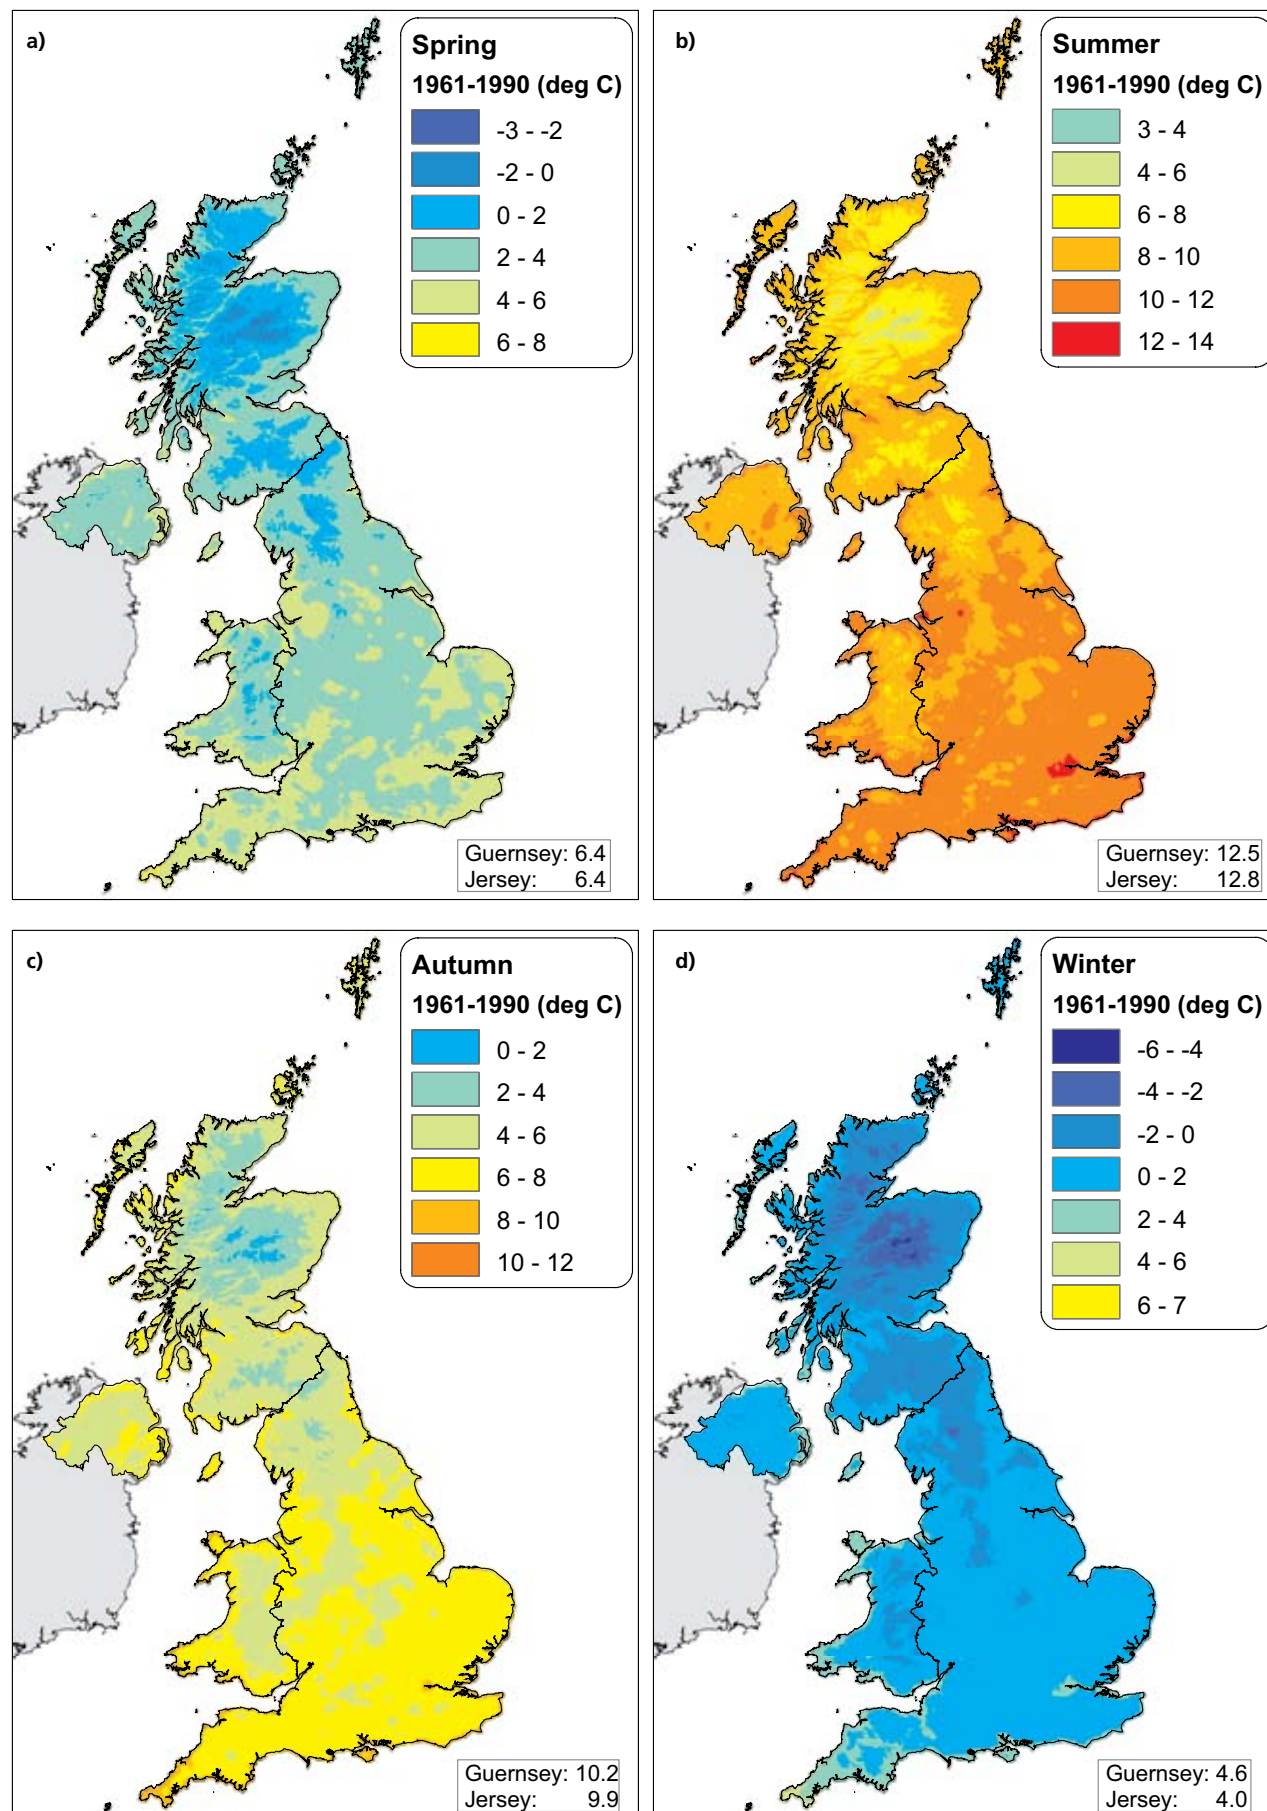 a)
Spring
1961-1990 (deg C)
-3 - -2
-2 - 0
0 - 2
2 - 4
4 - 6
6 - 8
Guernsey: 6.4
Jersey: 6.4
b)
Summer
1961-1990 (deg C)
3 - 4
4 - 6
6 - 8
8 - 10
10 - 12
12 - 14
Guernsey: 12.5
Jersey: 12.8
c)
Autumn
1961-1990 (deg C)
0 - 2
2 - 4
4 - 6
6 - 8
8 - 10
10 - 12
Guernsey: 10.2
Jersey: 9.9
d)
Winter
1961-1990 (deg C)
-6 - -4
-4 - -2
-2 - 0
0 - 2
2 - 4
4 - 6
6 - 7
Guernsey: 4.6
Jersey: 4.0